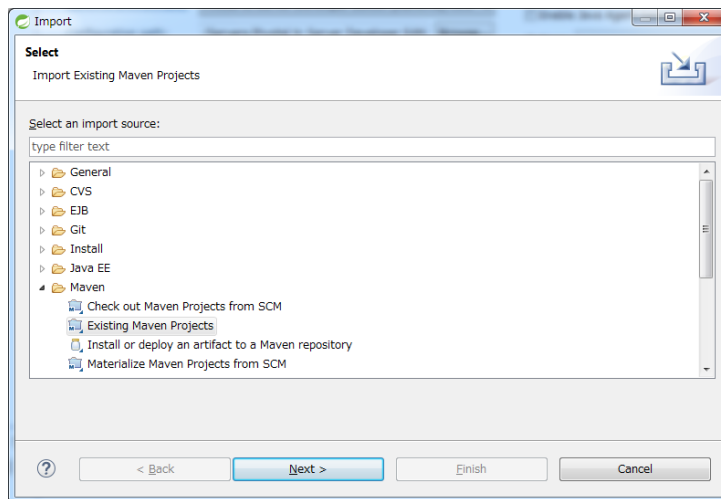 Import
Select
Import Existing Maven Projects
Select an import source:
type filter text
General
CVS
EJB
Git
Install
Java EE
Maven
Check out Maven Projects from SCM
Existing Maven Projects
Install or deploy an artifact to a Maven repository
Materialize Maven Projects from SCM
? < Back Next > Finish Cancel